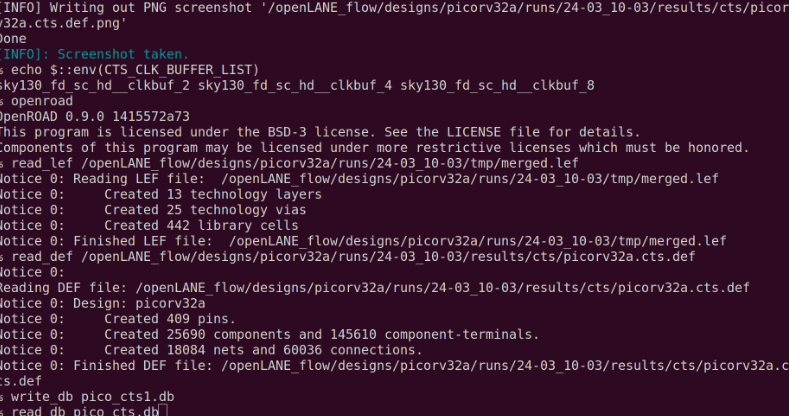 [INFO] Writing out PNG screenshot '/openLANE_flow/designs/picorv32a/runs/24-03_10-03/results/cts/picor
v32a.cts.def.png'
Done
[INFO]: Screenshot taken.
% echo $::env(CTS_CLK_BUFFER_LIST)
sky130_fd_sc_hd__clkbuf_2 sky130_fd_sc_hd__clkbuf_4 sky130_fd_sc_hd__clkbuf_8
% openroad
OpenROAD 0.9.0 1415572a73
This program is licensed under the BSD-3 license. See the LICENSE file for details.
Components of this program may be licensed under more restrictive licenses which must be honored.
% read_lef /openLANE_flow/designs/picorv32a/runs/24-03_10-03/tmp/merged.lef
Notice 0: Reading LEF file:  /openLANE_flow/designs/picorv32a/runs/24-03_10-03/tmp/merged.lef
Notice 0:     Created 13 technology layers
Notice 0:     Created 25 technology vias
Notice 0:     Created 442 library cells
Notice 0: Finished LEF file:  /openLANE_flow/designs/picorv32a/runs/24-03_10-03/tmp/merged.lef
% read_def /openLANE_flow/designs/picorv32a/runs/24-03_10-03/results/cts/picorv32a.cts.def
Notice 0:
Reading DEF file: /openLANE_flow/designs/picorv32a/runs/24-03_10-03/results/cts/picorv32a.cts.def
Notice 0: Design: picorv32a
Notice 0:     Created 409 pins.
Notice 0:     Created 25690 components and 145610 component-terminals.
Notice 0:     Created 18084 nets and 60036 connections.
Notice 0: Finished DEF file: /openLANE_flow/designs/picorv32a/runs/24-03_10-03/results/cts/picorv32a.c
ts.def
% write_db pico_cts1.db
% read_db pico_cts.db